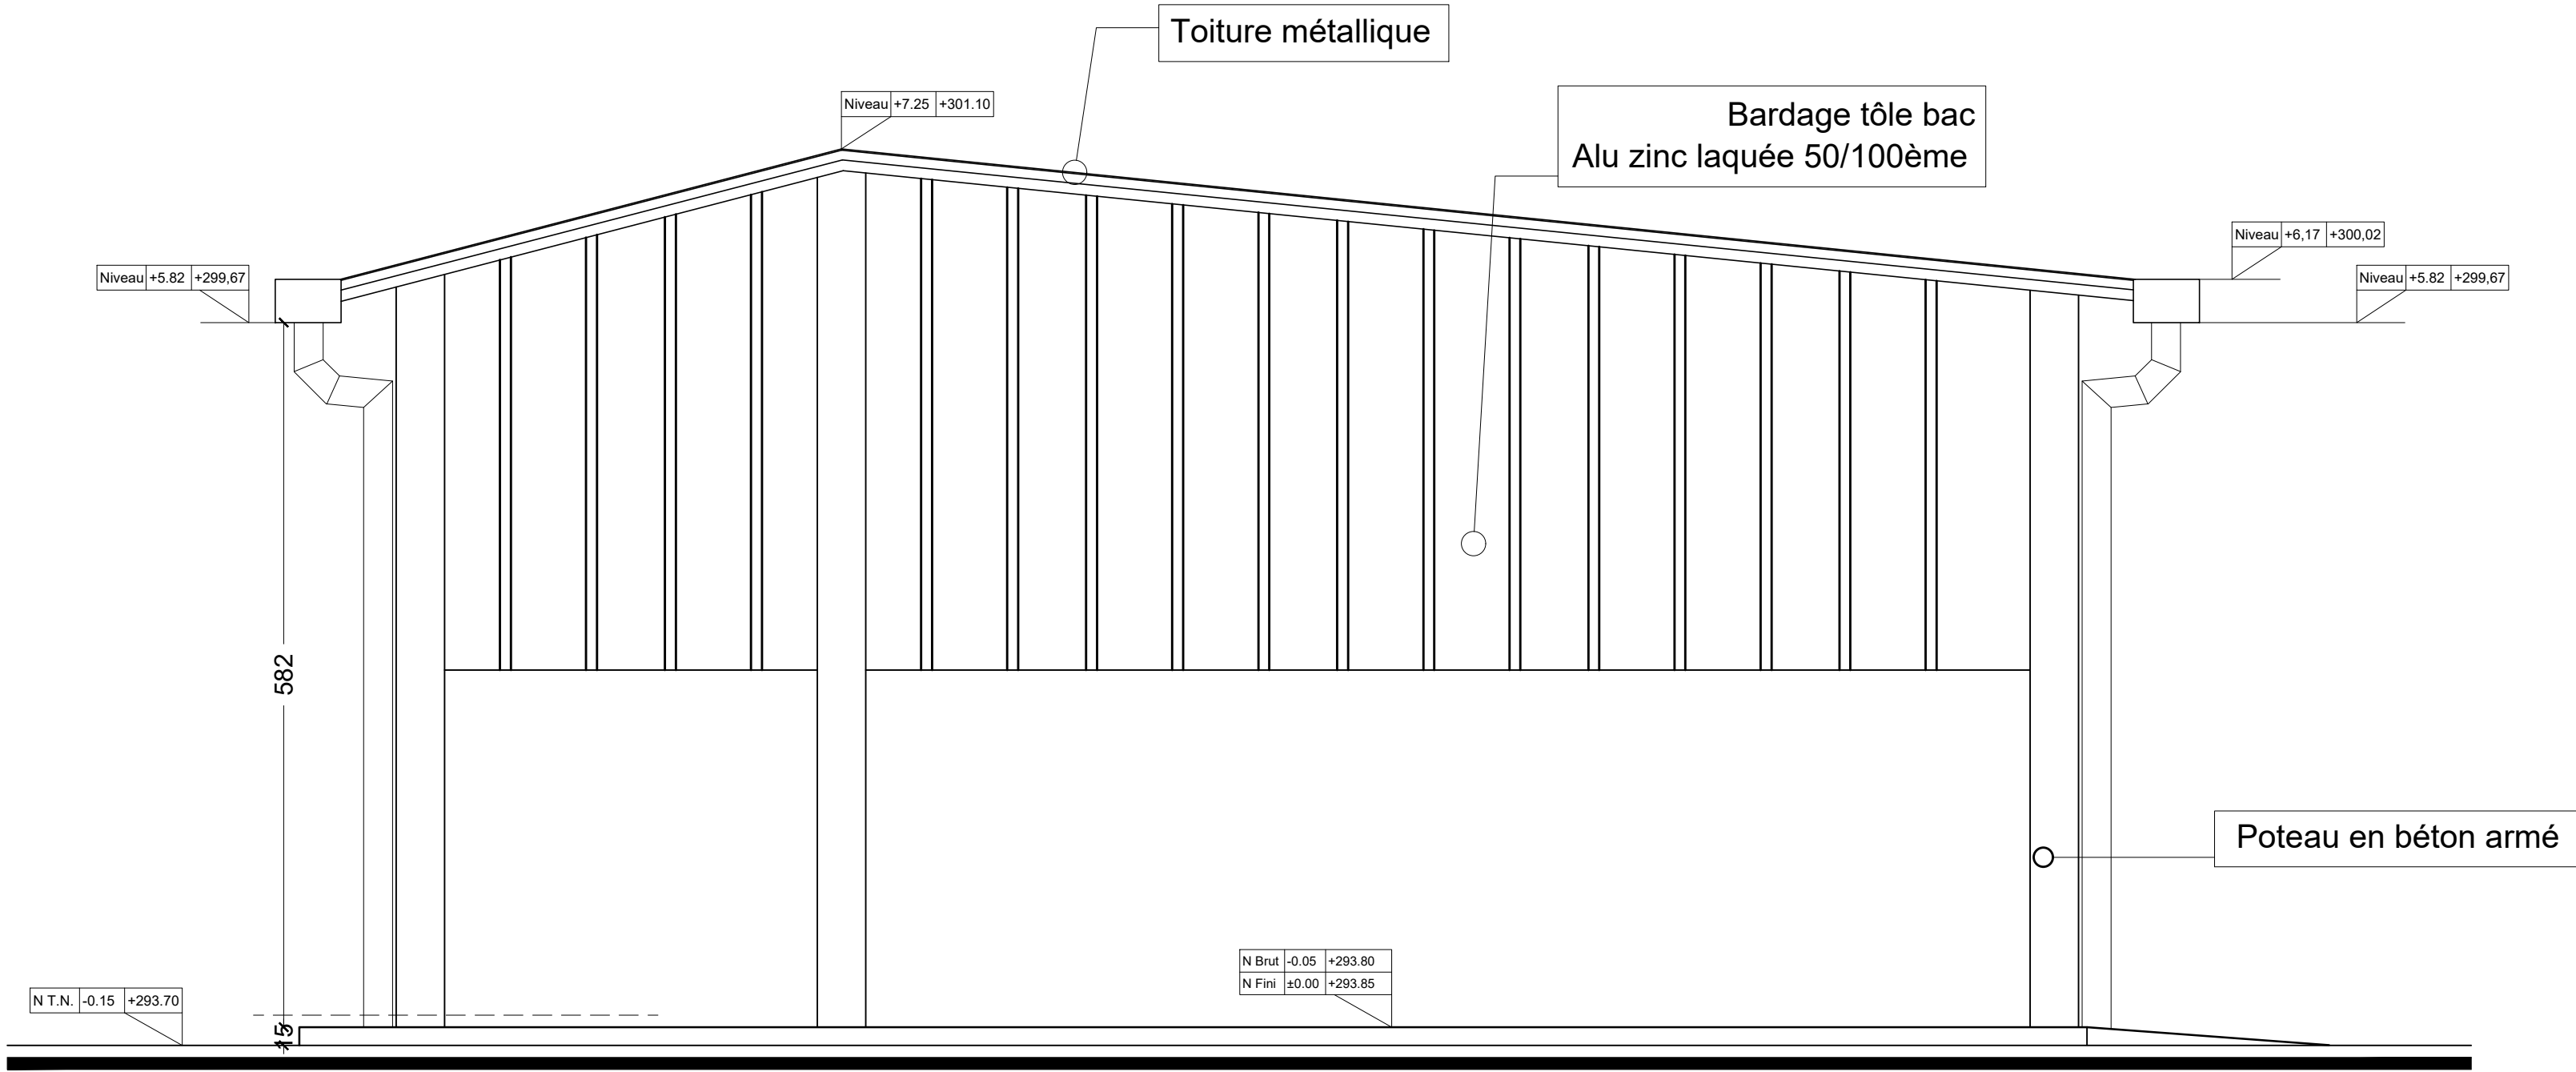 Toiture métallique
Niveau +7.25 +301.10
Bardage tôle bac
Alu zinc laquée 50/100ème
Niveau +6,17 +300,02
Niveau +5.82 +299,67
Niveau +5.82 +299,67
582
Poteau en béton armé
N Brut -0.05 +293.80
N Fini ±0.00 +293.85
N T.N. -0.15 +293.70
15